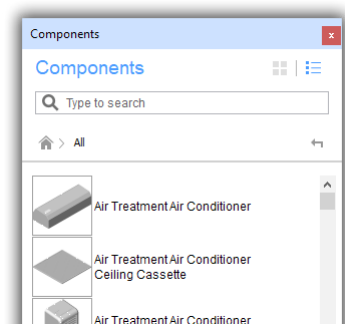 Components
Components
Type to search
All
Air Treatment Air Conditioner
Air Treatment Air Conditioner
Ceiling Cassette
Air Treatment Air Conditioner